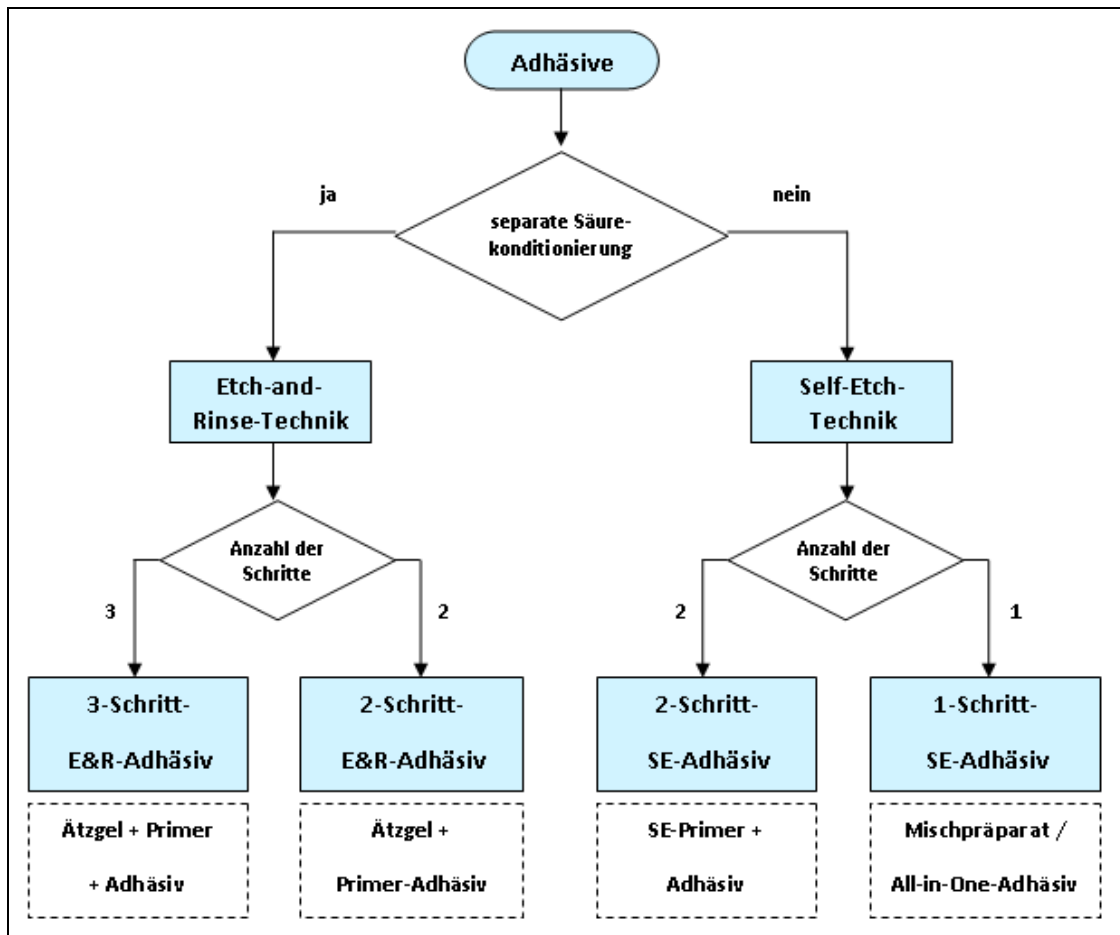 Adhäsive
ja
nein
separate Säure-
konditionierung
Etch-and-
Rinse-Technik
Self-Etch-
Technik
Anzahl der
Schritte
Anzahl der
Schritte
3
2
2
1
3-Schritt-
E&R-Adhäsiv
2-Schritt-
E&R-Adhäsiv
2-Schritt-
SE-Adhäsiv
1-Schritt-
SE-Adhäsiv
Ätzgel + Primer
+ Adhäsiv
Ätzgel +
Primer-Adhäsiv
SE-Primer +
Adhäsiv
Mischpräparat /
All-in-One-Adhäsiv